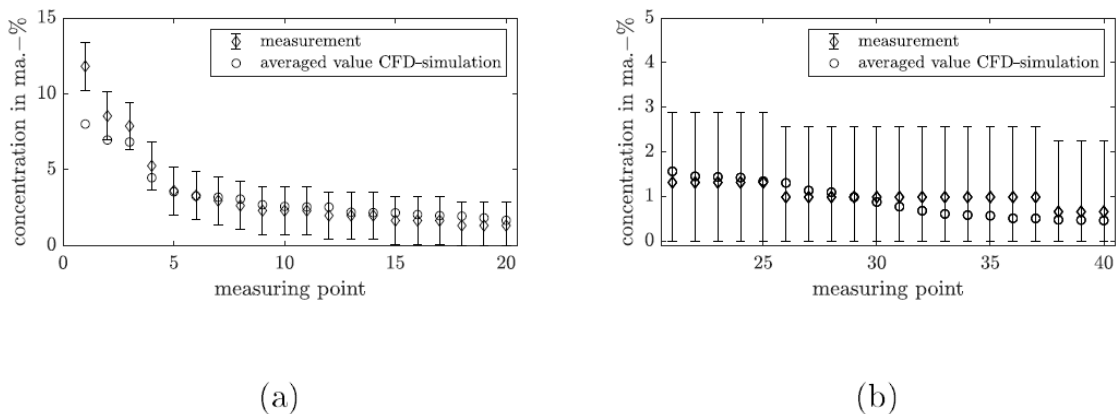 measurement
averaged value CFD-simulation
concentration in ma.-%
15
10
5
0
0 5 10 15 20
measuring point
(a)
measurement
averaged value CFD-simulation
concentration in ma.-%
5
4
3
2
1
0
25 30 35 40
measuring point
(b)